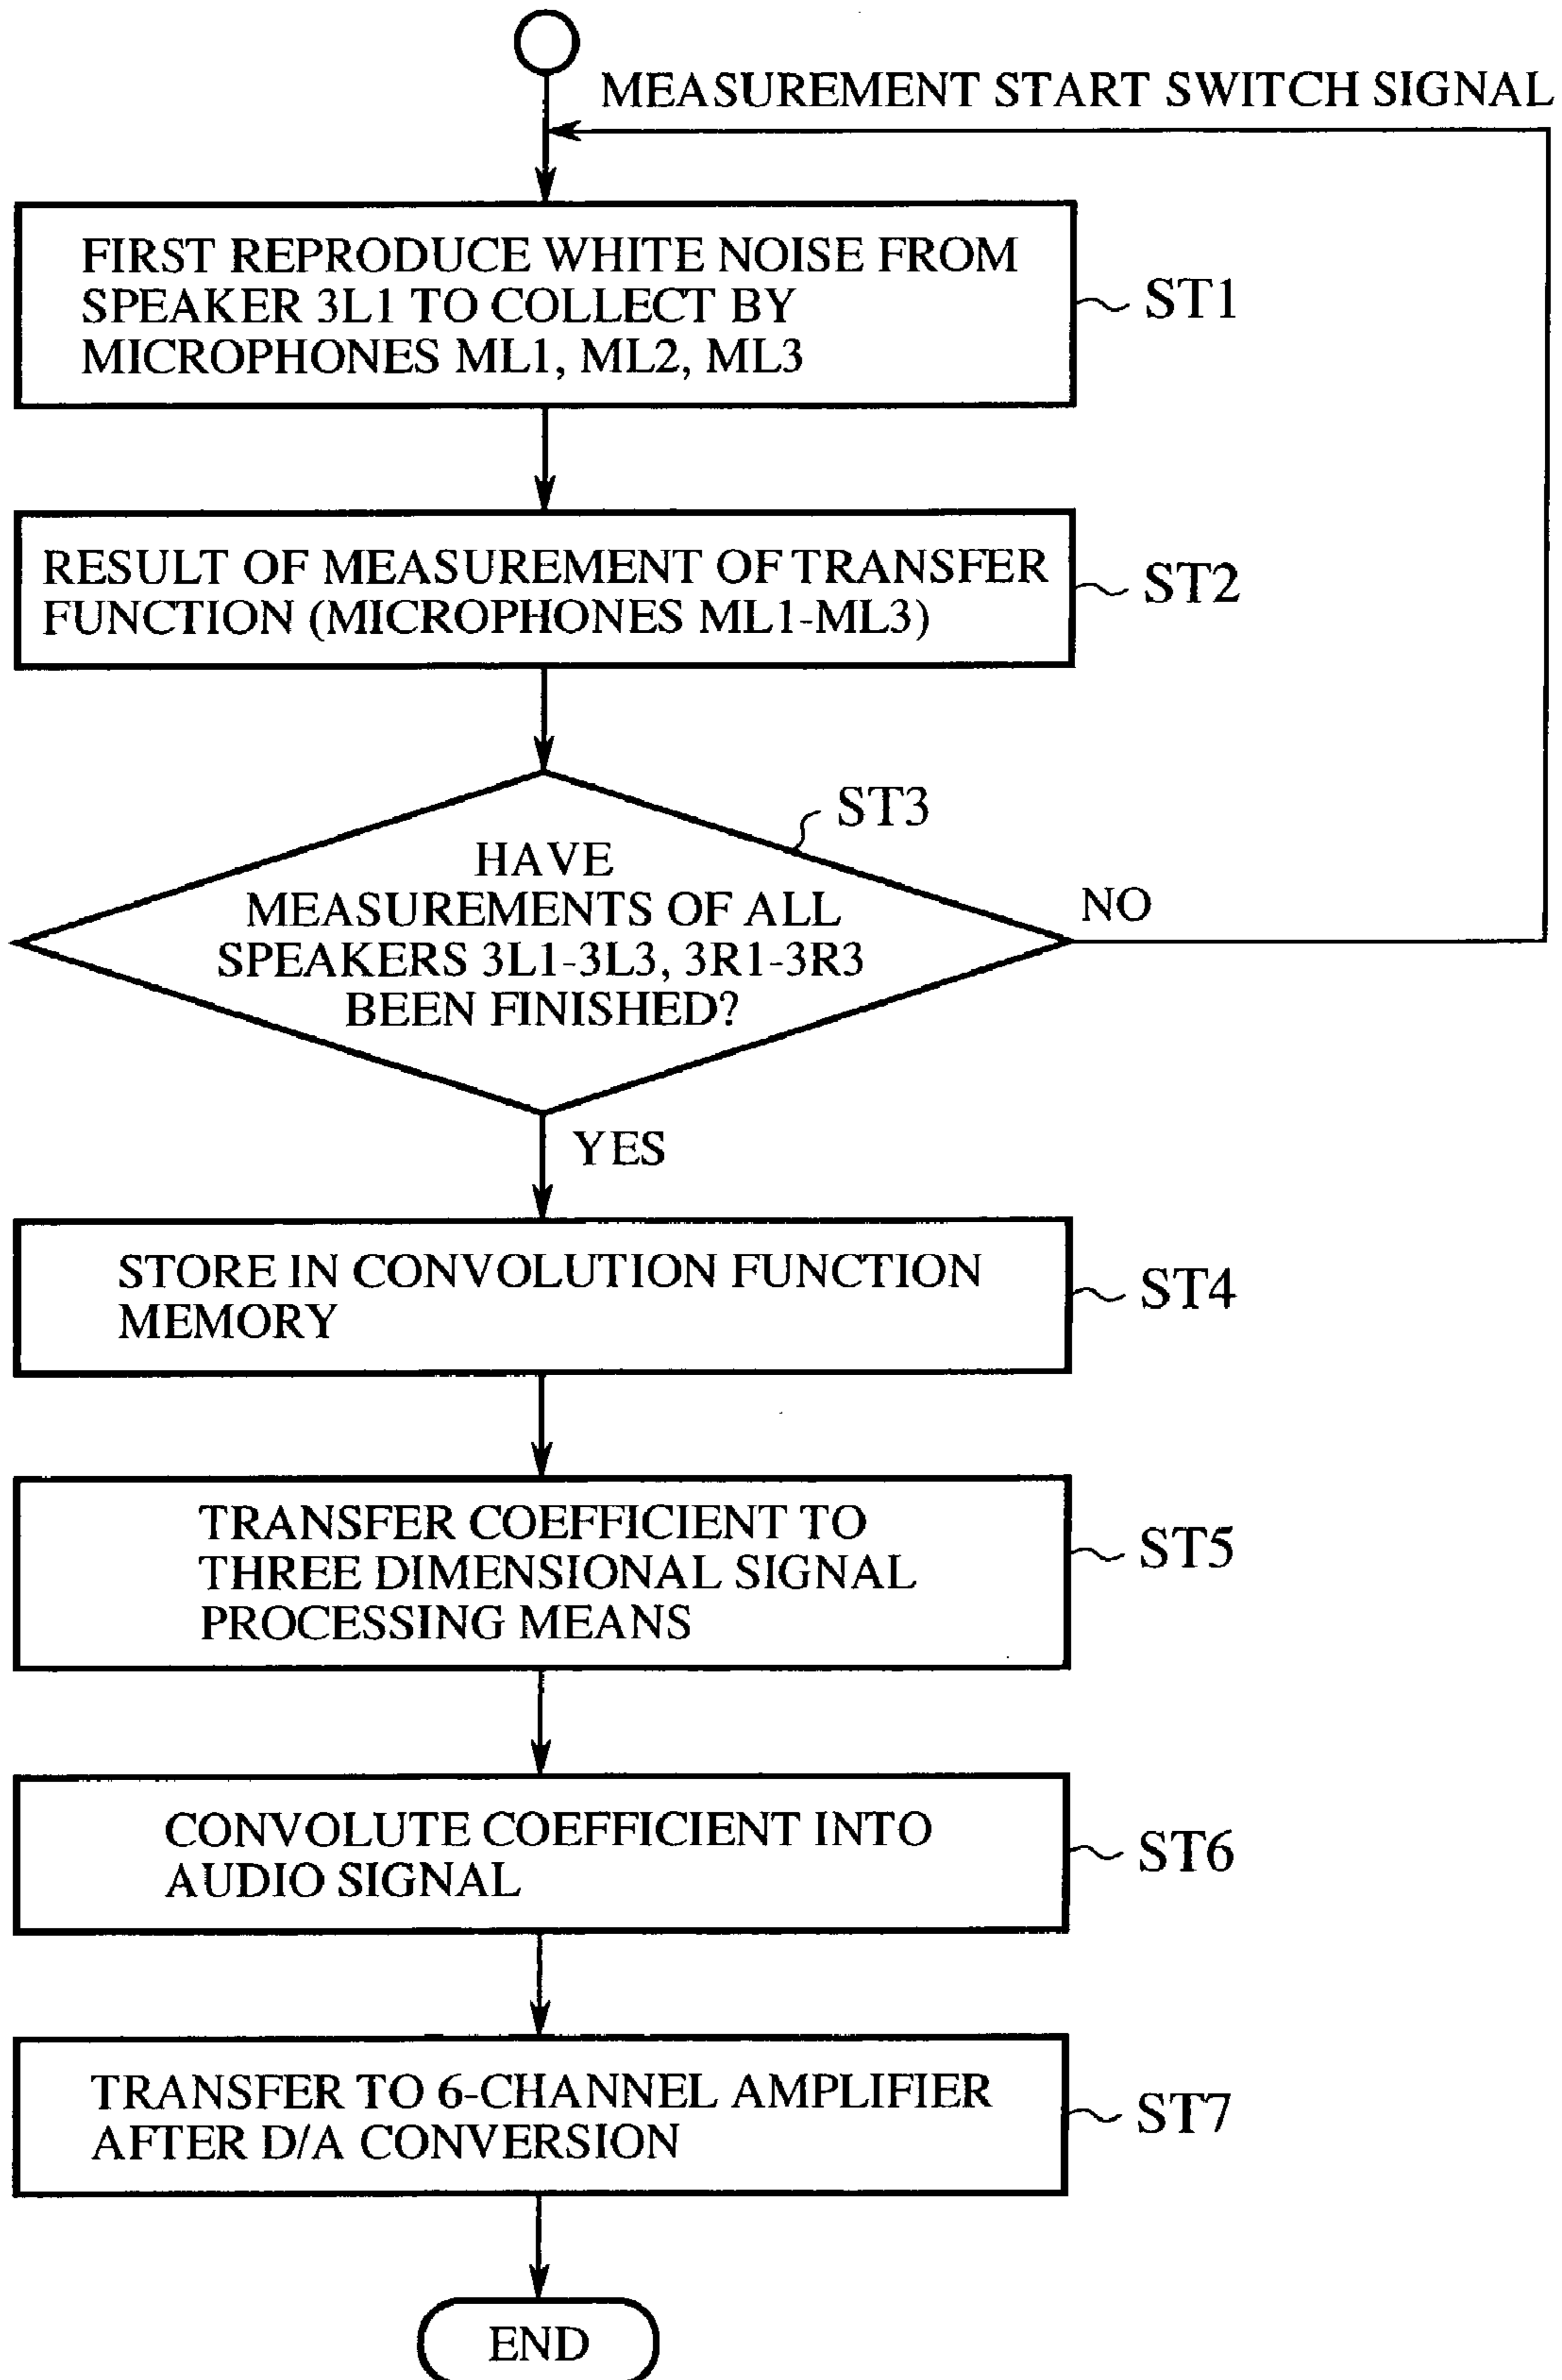 MEASUREMENT START SWITCH SIGNAL
FIRST REPRODUCE WHITE NOISE FROM
SPEAKER 3L1 TO COLLECT BY
MICROPHONES ML1, ML2, ML3
ST1
RESULT OF MEASUREMENT OF TRANSFER
FUNCTION (MICROPHONES ML1-ML3)
ST2
ST3
HAVE
MEASUREMENTS OF ALL
SPEAKERS 3L1-3L3, 3R1-3R3
BEEN FINISHED?
NO
YES
STORE IN CONVOLUTION FUNCTION
MEMORY
ST4
TRANSFER COEFFICIENT TO
THREE DIMENSIONAL SIGNAL
PROCESSING MEANS
ST5
CONVOLUTE COEFFICIENT INTO
AUDIO SIGNAL
ST6
TRANSFER TO 6-CHANNEL AMPLIFIER
AFTER D/A CONVERSION
ST7
END